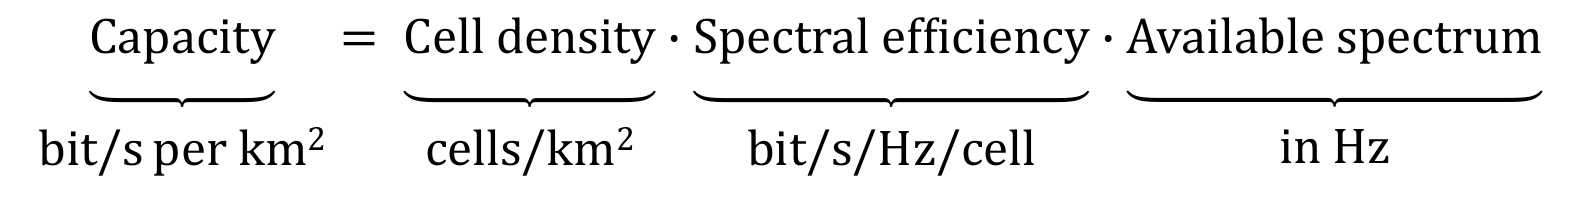 Capacity = Cell density · Spectral efficiency · Available spectrum
bit/s per km² cells/km² bit/s/Hz/cell in Hz